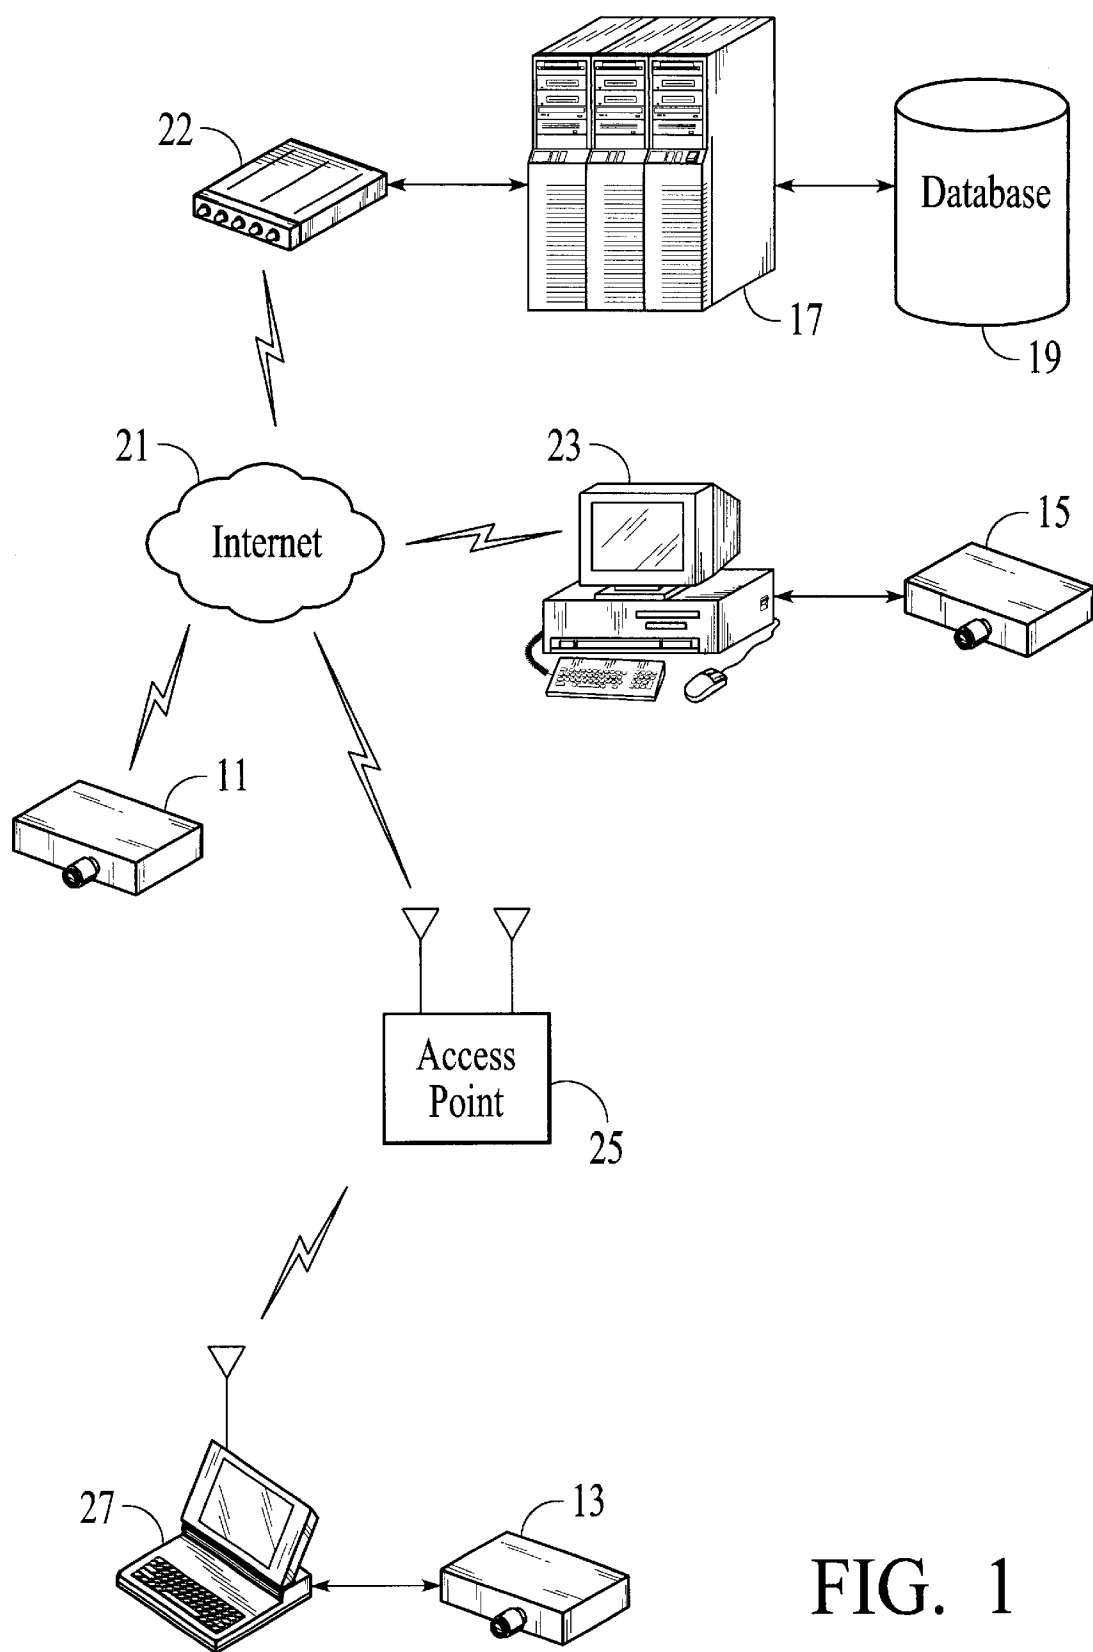 22
17
Database
19
21
Internet
23
15
11
Access
Point
25
27
13
FIG. 1